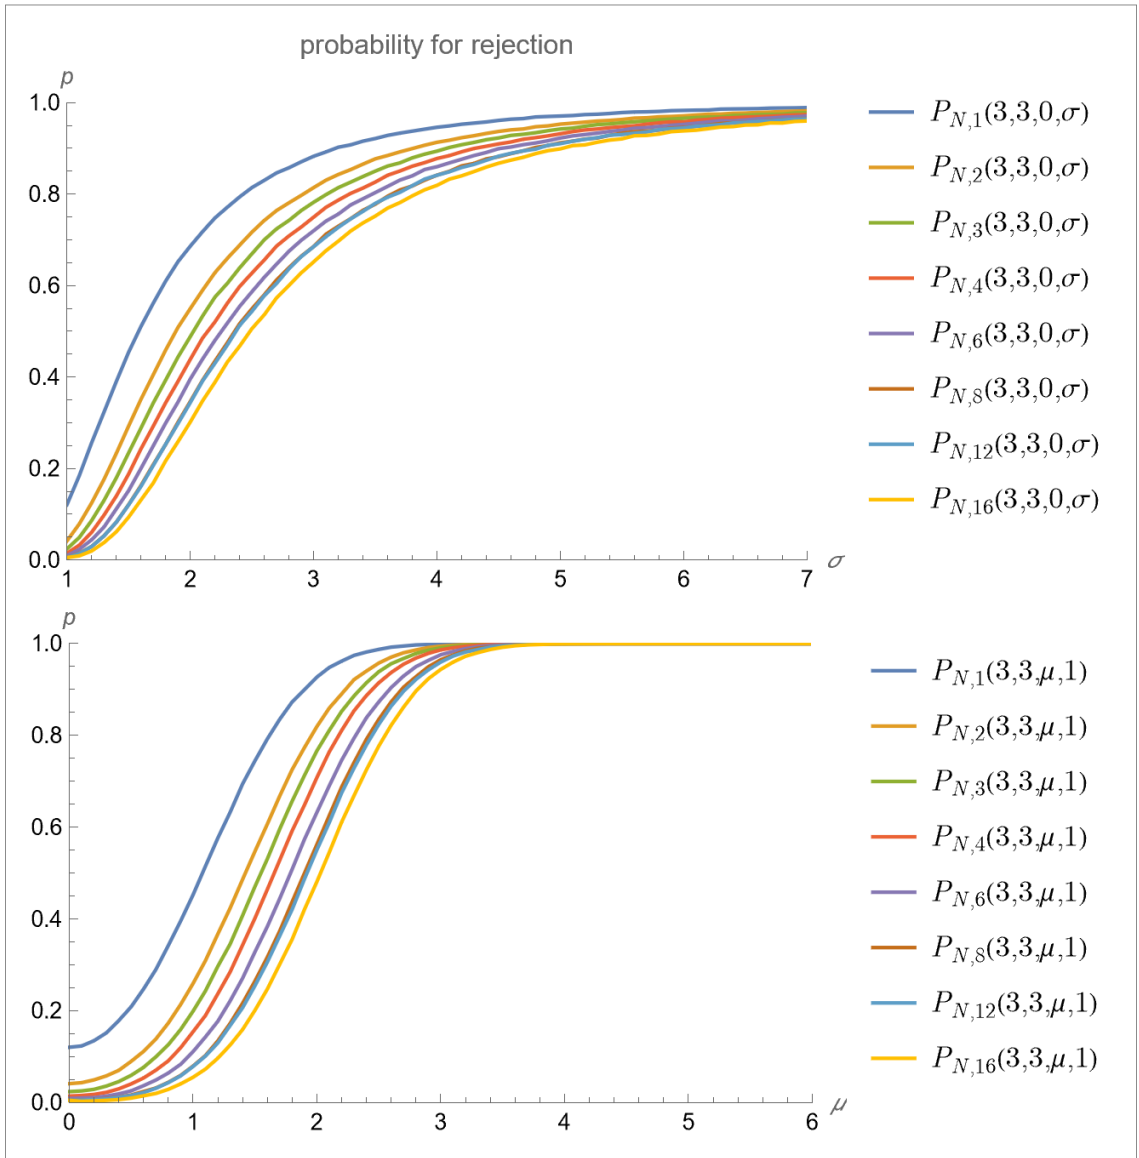 probability for rejection
p
1.0
0.8
0.6
0.4
0.2
0.0
1 2 3 4 5 6 7 σ
P_{N,1}(3,3,0,σ)
P_{N,2}(3,3,0,σ)
P_{N,3}(3,3,0,σ)
P_{N,4}(3,3,0,σ)
P_{N,6}(3,3,0,σ)
P_{N,8}(3,3,0,σ)
P_{N,12}(3,3,0,σ)
P_{N,16}(3,3,0,σ)
p
1.0
0.8
0.6
0.4
0.2
0.0
0 1 2 3 4 5 6 μ
P_{N,1}(3,3,μ,1)
P_{N,2}(3,3,μ,1)
P_{N,3}(3,3,μ,1)
P_{N,4}(3,3,μ,1)
P_{N,6}(3,3,μ,1)
P_{N,8}(3,3,μ,1)
P_{N,12}(3,3,μ,1)
P_{N,16}(3,3,μ,1)